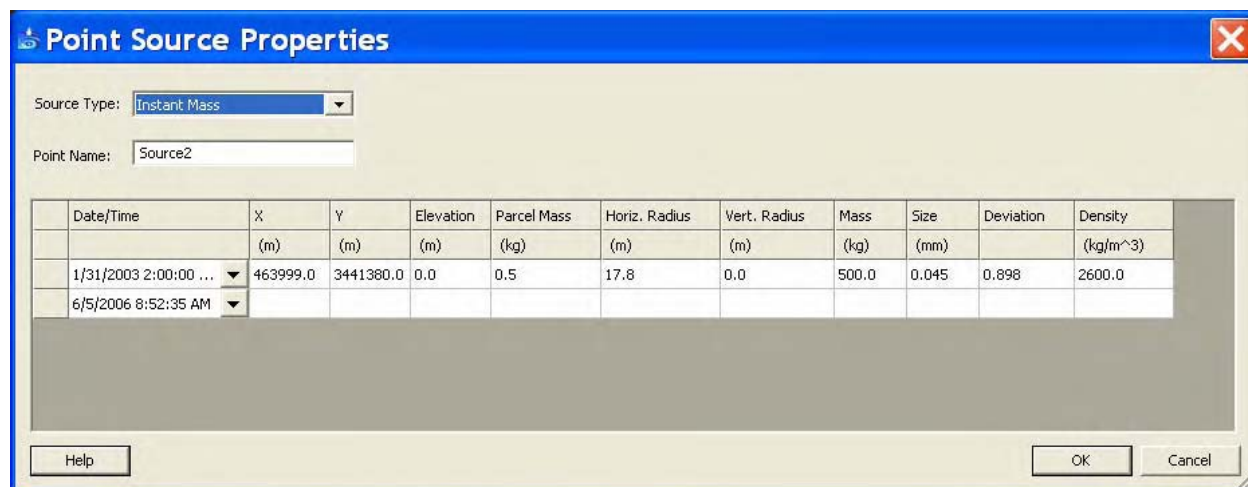 Point Source Properties
Source Type: Instant Mass
Point Name: Source2
Date/Time X Y Elevation Parcel Mass Horiz. Radius Vert. Radius Mass Size Deviation Density
(m) (m) (m) (kg) (m) (m) (kg) (mm) (kg/m^3)
1/31/2003 2:00:00 ... 463999.0 3441380.0 0.0 0.5 17.8 0.0 500.0 0.045 0.898 2600.0
6/5/2006 8:52:35 AM
Help OK Cancel